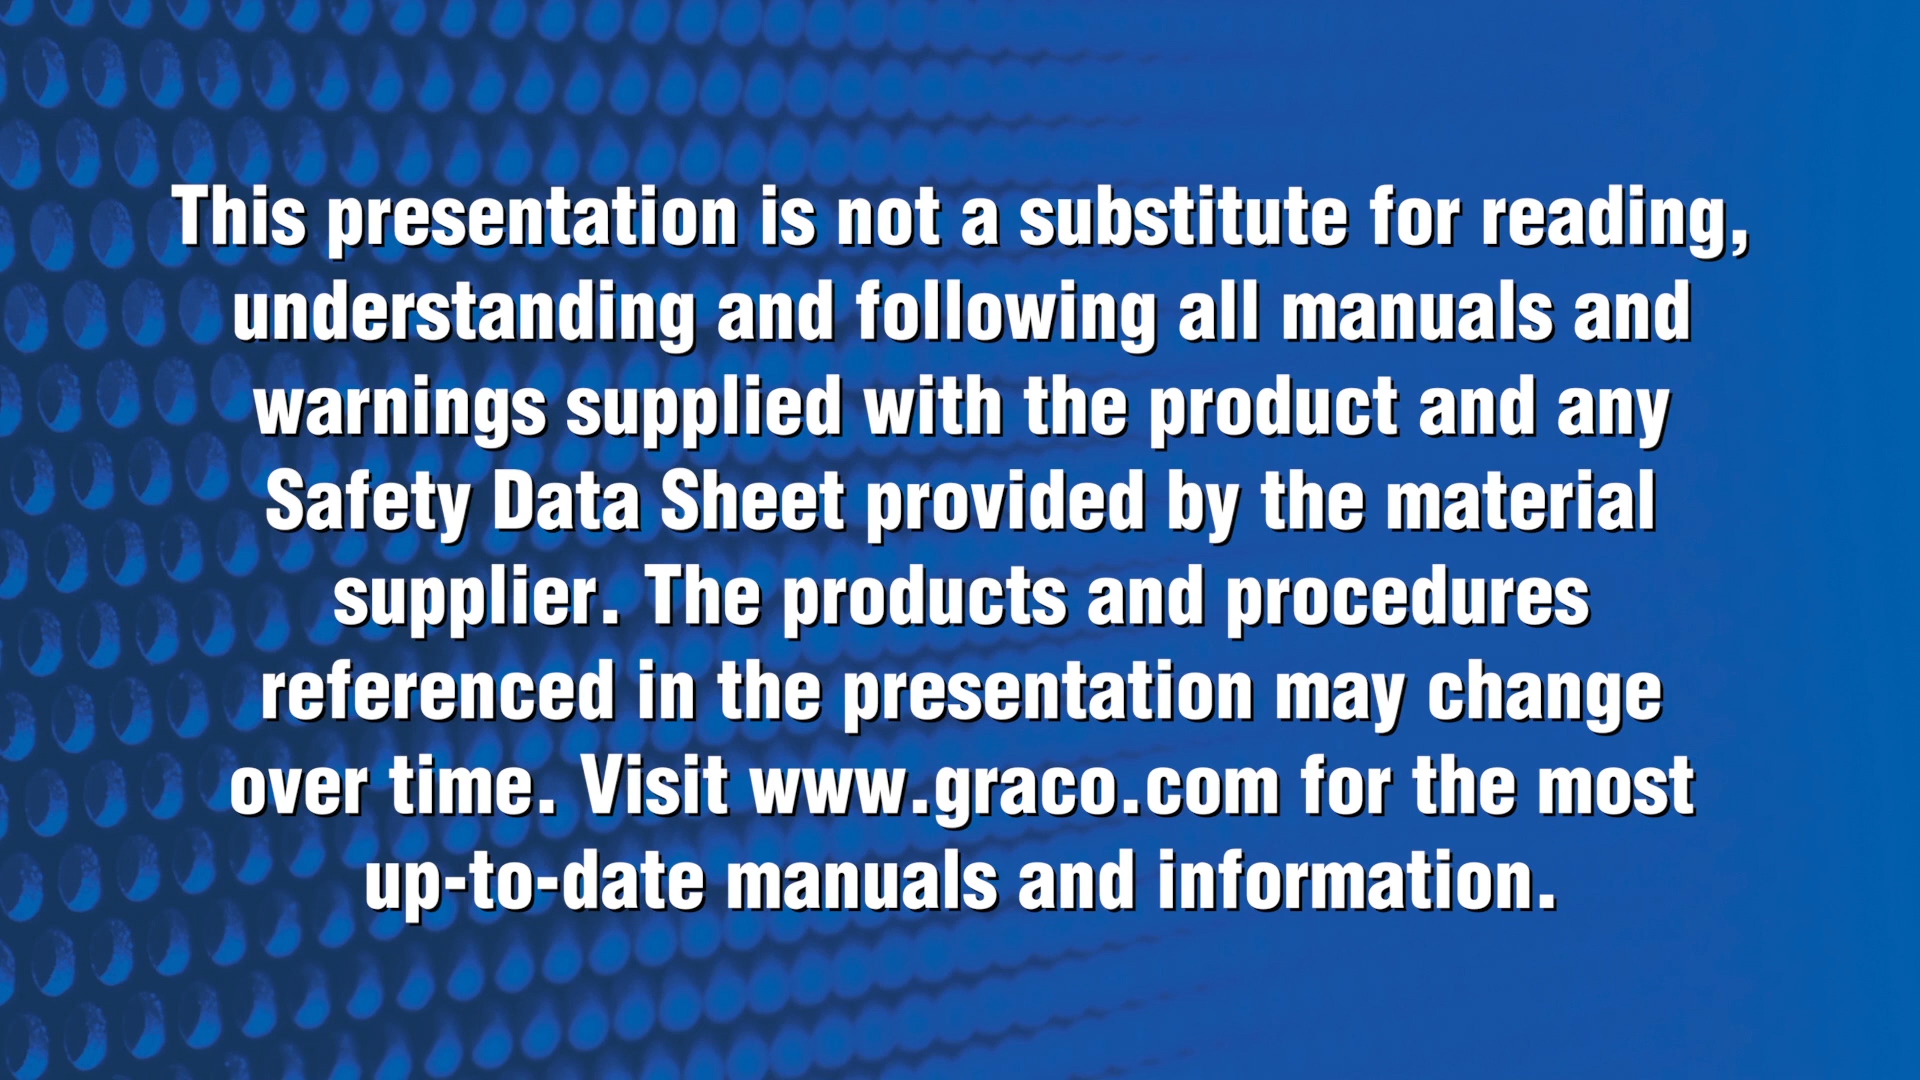 This presentation is not a substitute for reading,
understanding and following all manuals and
warnings supplied with the product and any
Safety Data Sheet provided by the material
supplier. The products and procedures
referenced in the presentation may change
over time. Visit www.graco.com for the most
up-to-date manuals and information.